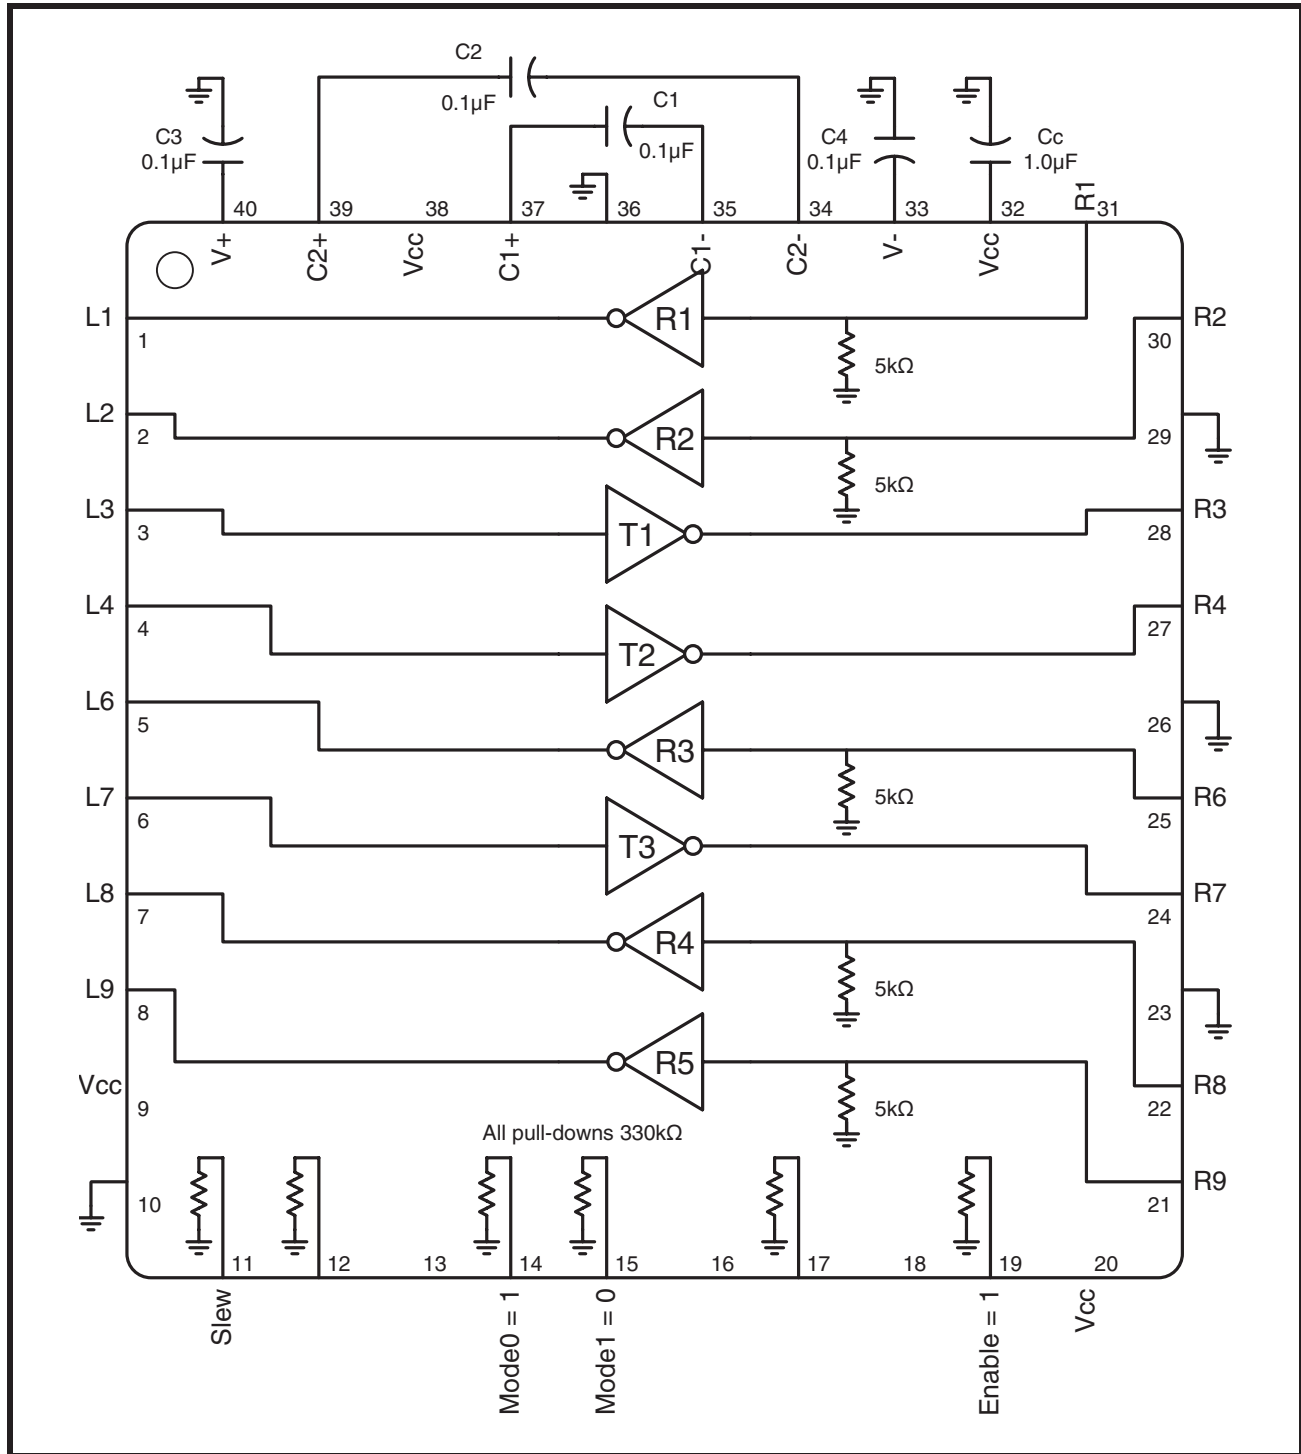 C2
0.1µF
C1
0.1µF
C3
0.1µF
C4
0.1µF
Cc
1.0µF
40
39
38
37
36
35
34
33
32
R1
31
V+
C2+
Vcc
C1+
C1-
C2-
V-
Vcc
L1
1
R1
5kΩ
R2
30
L2
2
R2
5kΩ
29
L3
3
T1
R3
28
L4
4
T2
R4
27
L6
5
R3
5kΩ
26
R6
25
L7
6
T3
R7
24
L8
7
R4
5kΩ
23
L9
8
R5
5kΩ
R8
22
Vcc
9
All pull-downs 330kΩ
R9
21
10
11
12
13
14
15
16
17
18
19
20
Slew
Mode0 = 1
Mode1 = 0
Enable = 1
Vcc